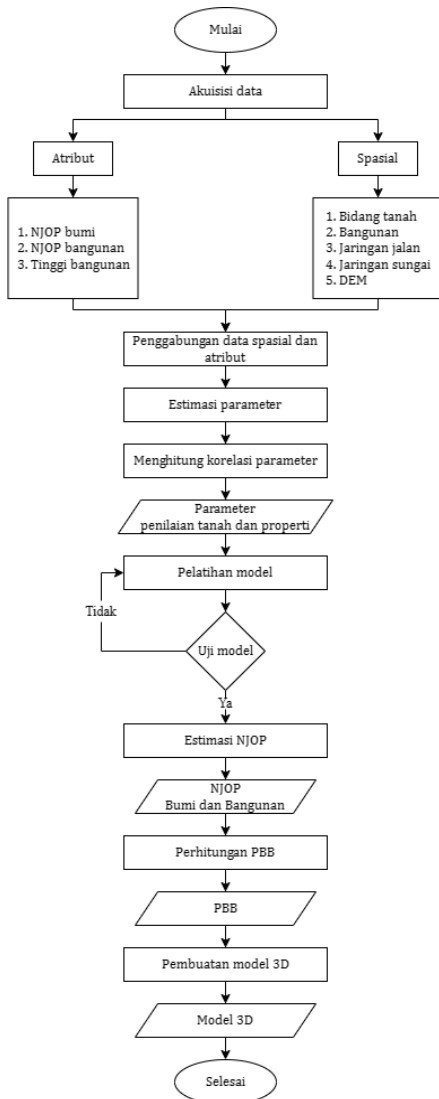 Mulai
Akuisisi data
Atribut
Spasial
1. NJOP bumi
2. NJOP bangunan
3. Tinggi bangunan
1. Bidang tanah
2. Bangunan
3. Jaringan jalan
4. Jaringan sungai
5. DEM
Penggabungan data spasial dan
atribut
Estimasi parameter
Menghitung korelasi parameter
Parameter
penilaian tanah dan properti
Pelatihan model
Tidak
Uji model
Ya
Estimasi NJOP
NJOP
Bumi dan Bangunan
Perhitungan PBB
PBB
Pembuatan model 3D
Model 3D
Selesai